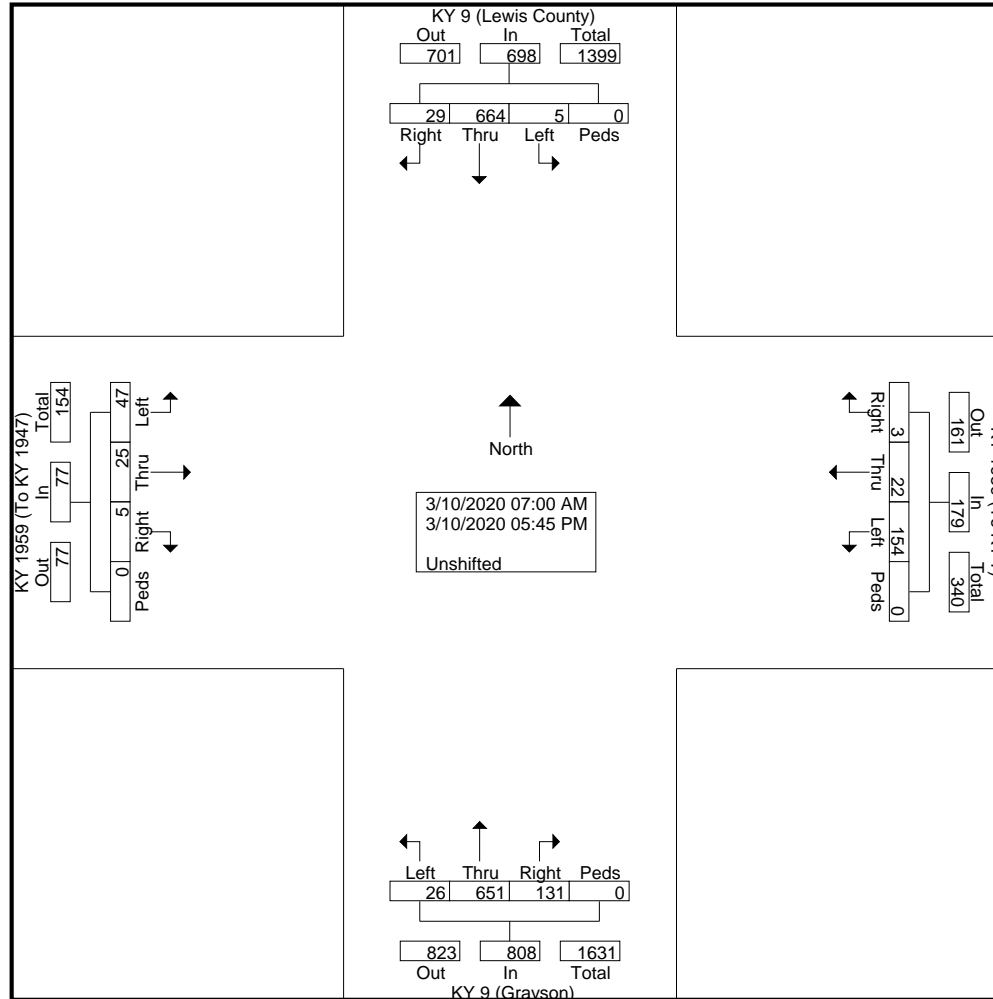 KY 9 (Lewis County)
Out In Total
701 698 1399
29 664 5 0
Right Thru Left Peds
KY 1959 (To KY 1947)
Total In Out
154 77 77
47 25 5 0
Left Thru Right Peds
North
3/10/2020 07:00 AM
3/10/2020 05:45 PM
Unshifted
Right Thru Left Peds
3 22 154 0
Out In Total
161 179 340
Left Thru Right Peds
26 651 131 0
823 808 1631
Out In Total
KY 9 (Grayson)